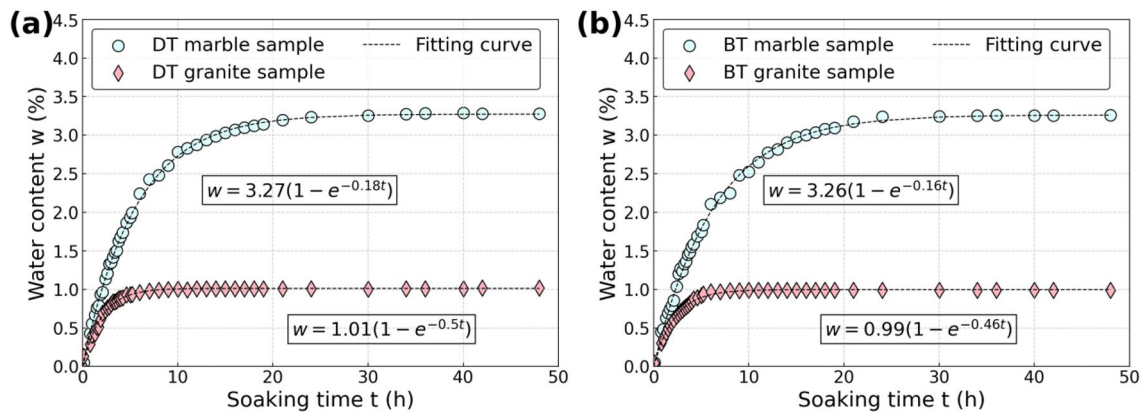 (a)
4.5
4.0
3.5
3.0
2.5
2.0
1.5
1.0
0.5
0.0
Water content w (%)
DT marble sample
Fitting curve
DT granite sample
w = 3.27(1 − e^{−0.18t})
w = 1.01(1 − e^{−0.5t})
0 10 20 30 40 50
Soaking time t (h)
(b)
4.5
4.0
3.5
3.0
2.5
2.0
1.5
1.0
0.5
0.0
Water content w (%)
BT marble sample
Fitting curve
BT granite sample
w = 3.26(1 − e^{−0.16t})
w = 0.99(1 − e^{−0.46t})
0 10 20 30 40 50
Soaking time t (h)